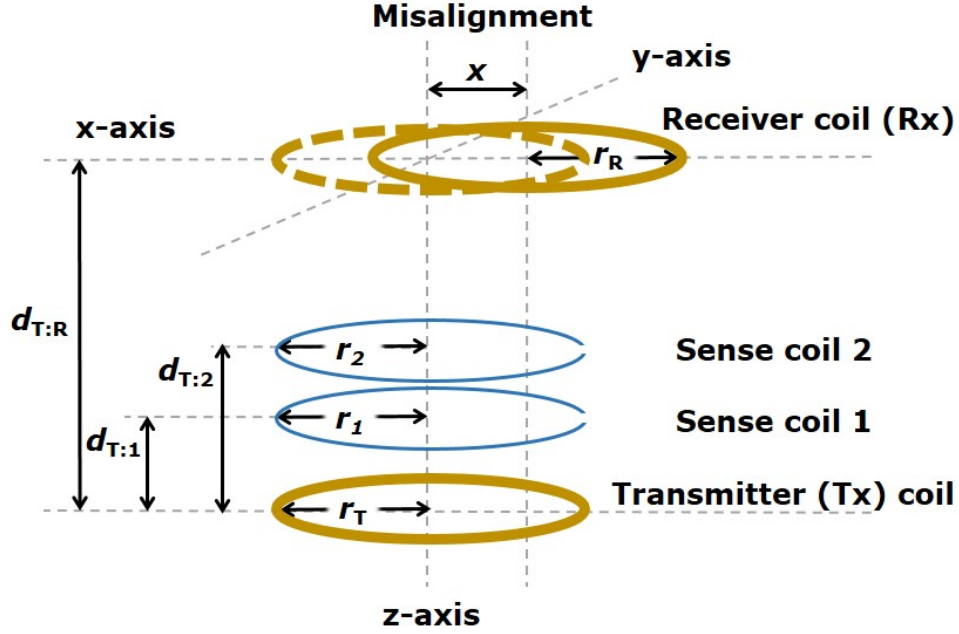 Misalignment
x
y-axis
x-axis
Receiver coil (Rx)
rR
dT:R
r2
Sense coil 2
dT:2
r1
Sense coil 1
dT:1
rT
Transmitter (Tx) coil
z-axis